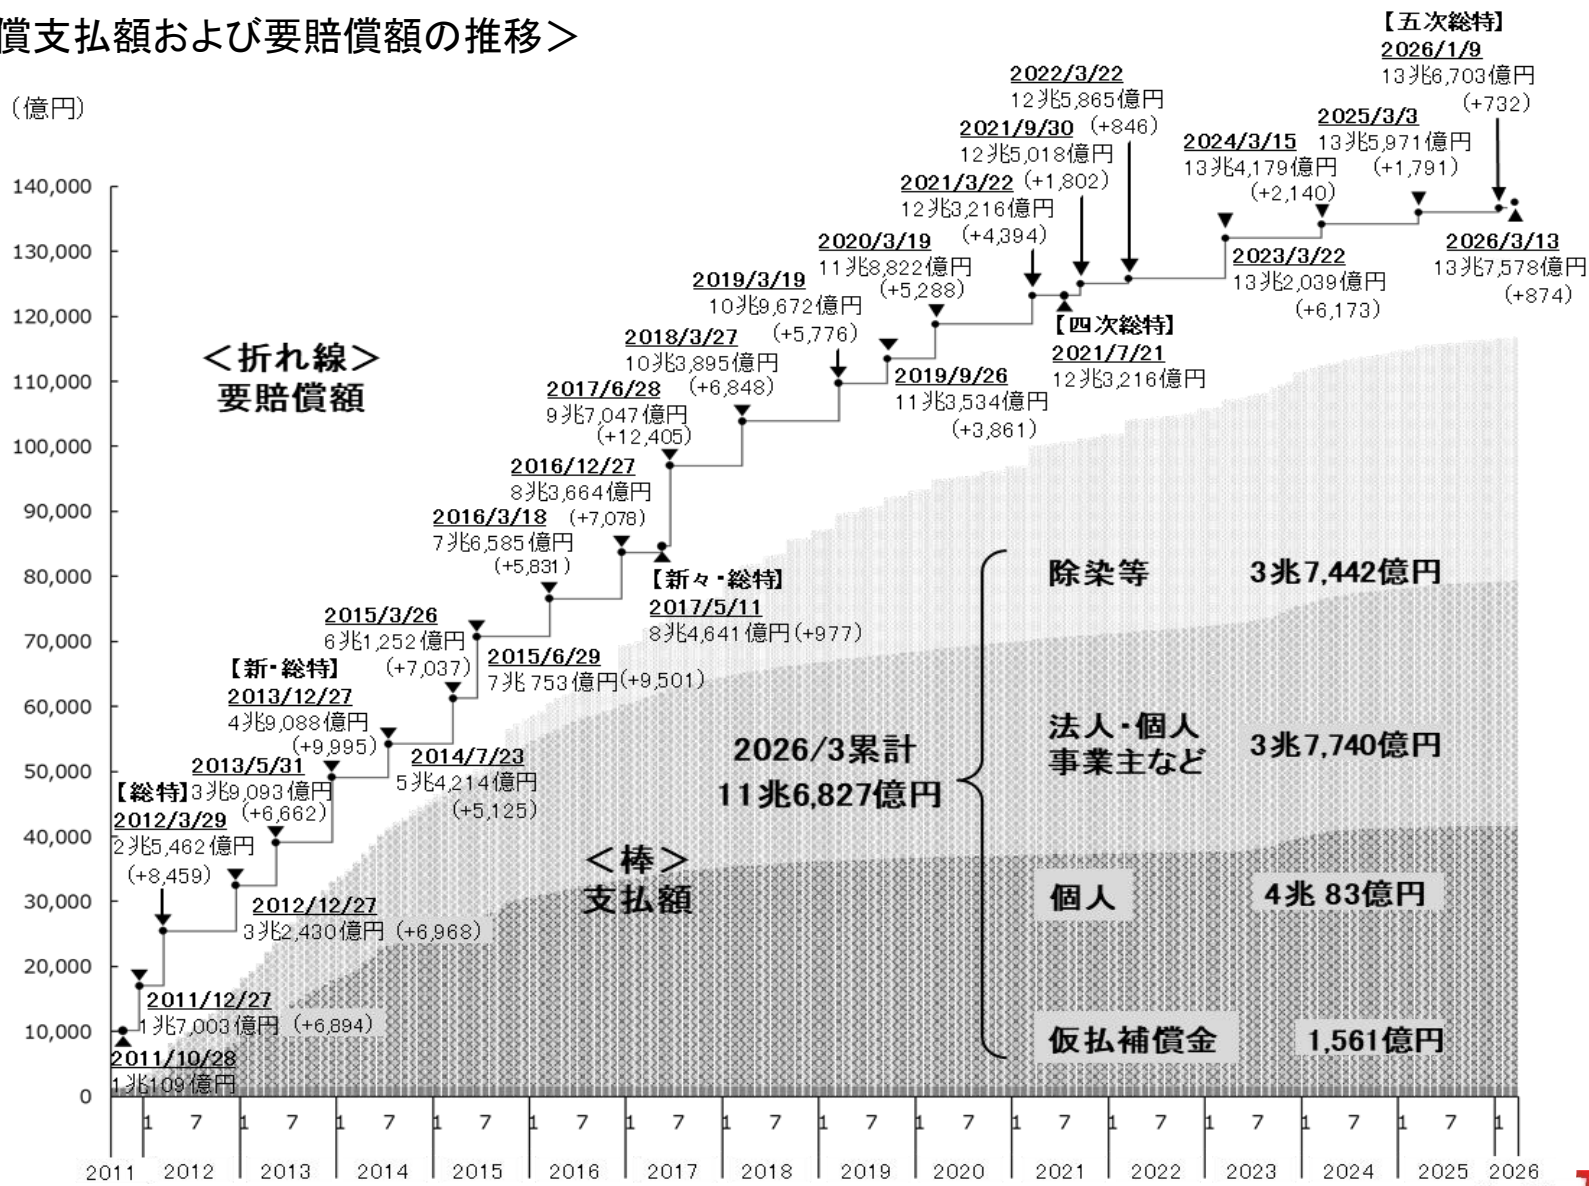 償支払額および要賠償額の推移＞
（億円）
【五次総特】
2026/1/9
13兆6,703億円
(+732)
2022/3/22
12兆5,865億円
(+846)
2025/3/3
13兆5,971億円
(+1,791)
2021/9/30
12兆5,018億円
(+1,802)
2024/3/15
13兆4,179億円
(+2,140)
2021/3/22
12兆3,216億円
(+4,394)
2020/3/19
11兆8,822億円
(+5,288)
2026/3/13
13兆7,578億円
(+874)
2023/3/22
13兆2,039億円
(+6,173)
2019/3/19
10兆9,672億円
(+5,776)
【四次総特】
2021/7/21
12兆3,216億円
2018/3/27
10兆3,895億円
(+6,848)
2019/9/26
11兆3,534億円
(+3,861)
＜折れ線＞
要賠償額
2017/6/28
9兆7,047億円
(+12,405)
2016/12/27
8兆3,664億円
(+7,078)
2016/3/18
7兆6,585億円
(+5,831)
【新々・総特】
2017/5/11
8兆4,641億円(+977)
2015/3/26
6兆1,252億円
(+7,037)
2015/6/29
7兆 753億円(+9,501)
【新・総特】
2013/12/27
4兆9,088億円
(+9,995)
2014/7/23
5兆4,214億円
(+5,125)
2013/5/31
3兆9,093億円
(+6,662)
【総特】
2012/3/29
2兆5,462億円
(+8,459)
2012/12/27
3兆2,430億円 (+6,968)
2011/12/27
1兆7,003億円 (+6,894)
2011/10/28
1兆109億円
＜棒＞
支払額
2026/3累計
11兆6,827億円
除染等 3兆7,442億円
法人・個人
事業主など 3兆7,740億円
個人 4兆 83億円
仮払補償金 1,561億円
140,000
130,000
120,000
110,000
100,000
90,000
80,000
70,000
60,000
50,000
40,000
30,000
20,000
10,000
0
1 7 1 7 1 7 1 7 1 7 1 7 1 7 1 7 1 7 1 7 1 7 1 7 1 7 1 7 1
2011 2012 2013 2014 2015 2016 2017 2018 2019 2020 2021 2022 2023 2024 2025 2026